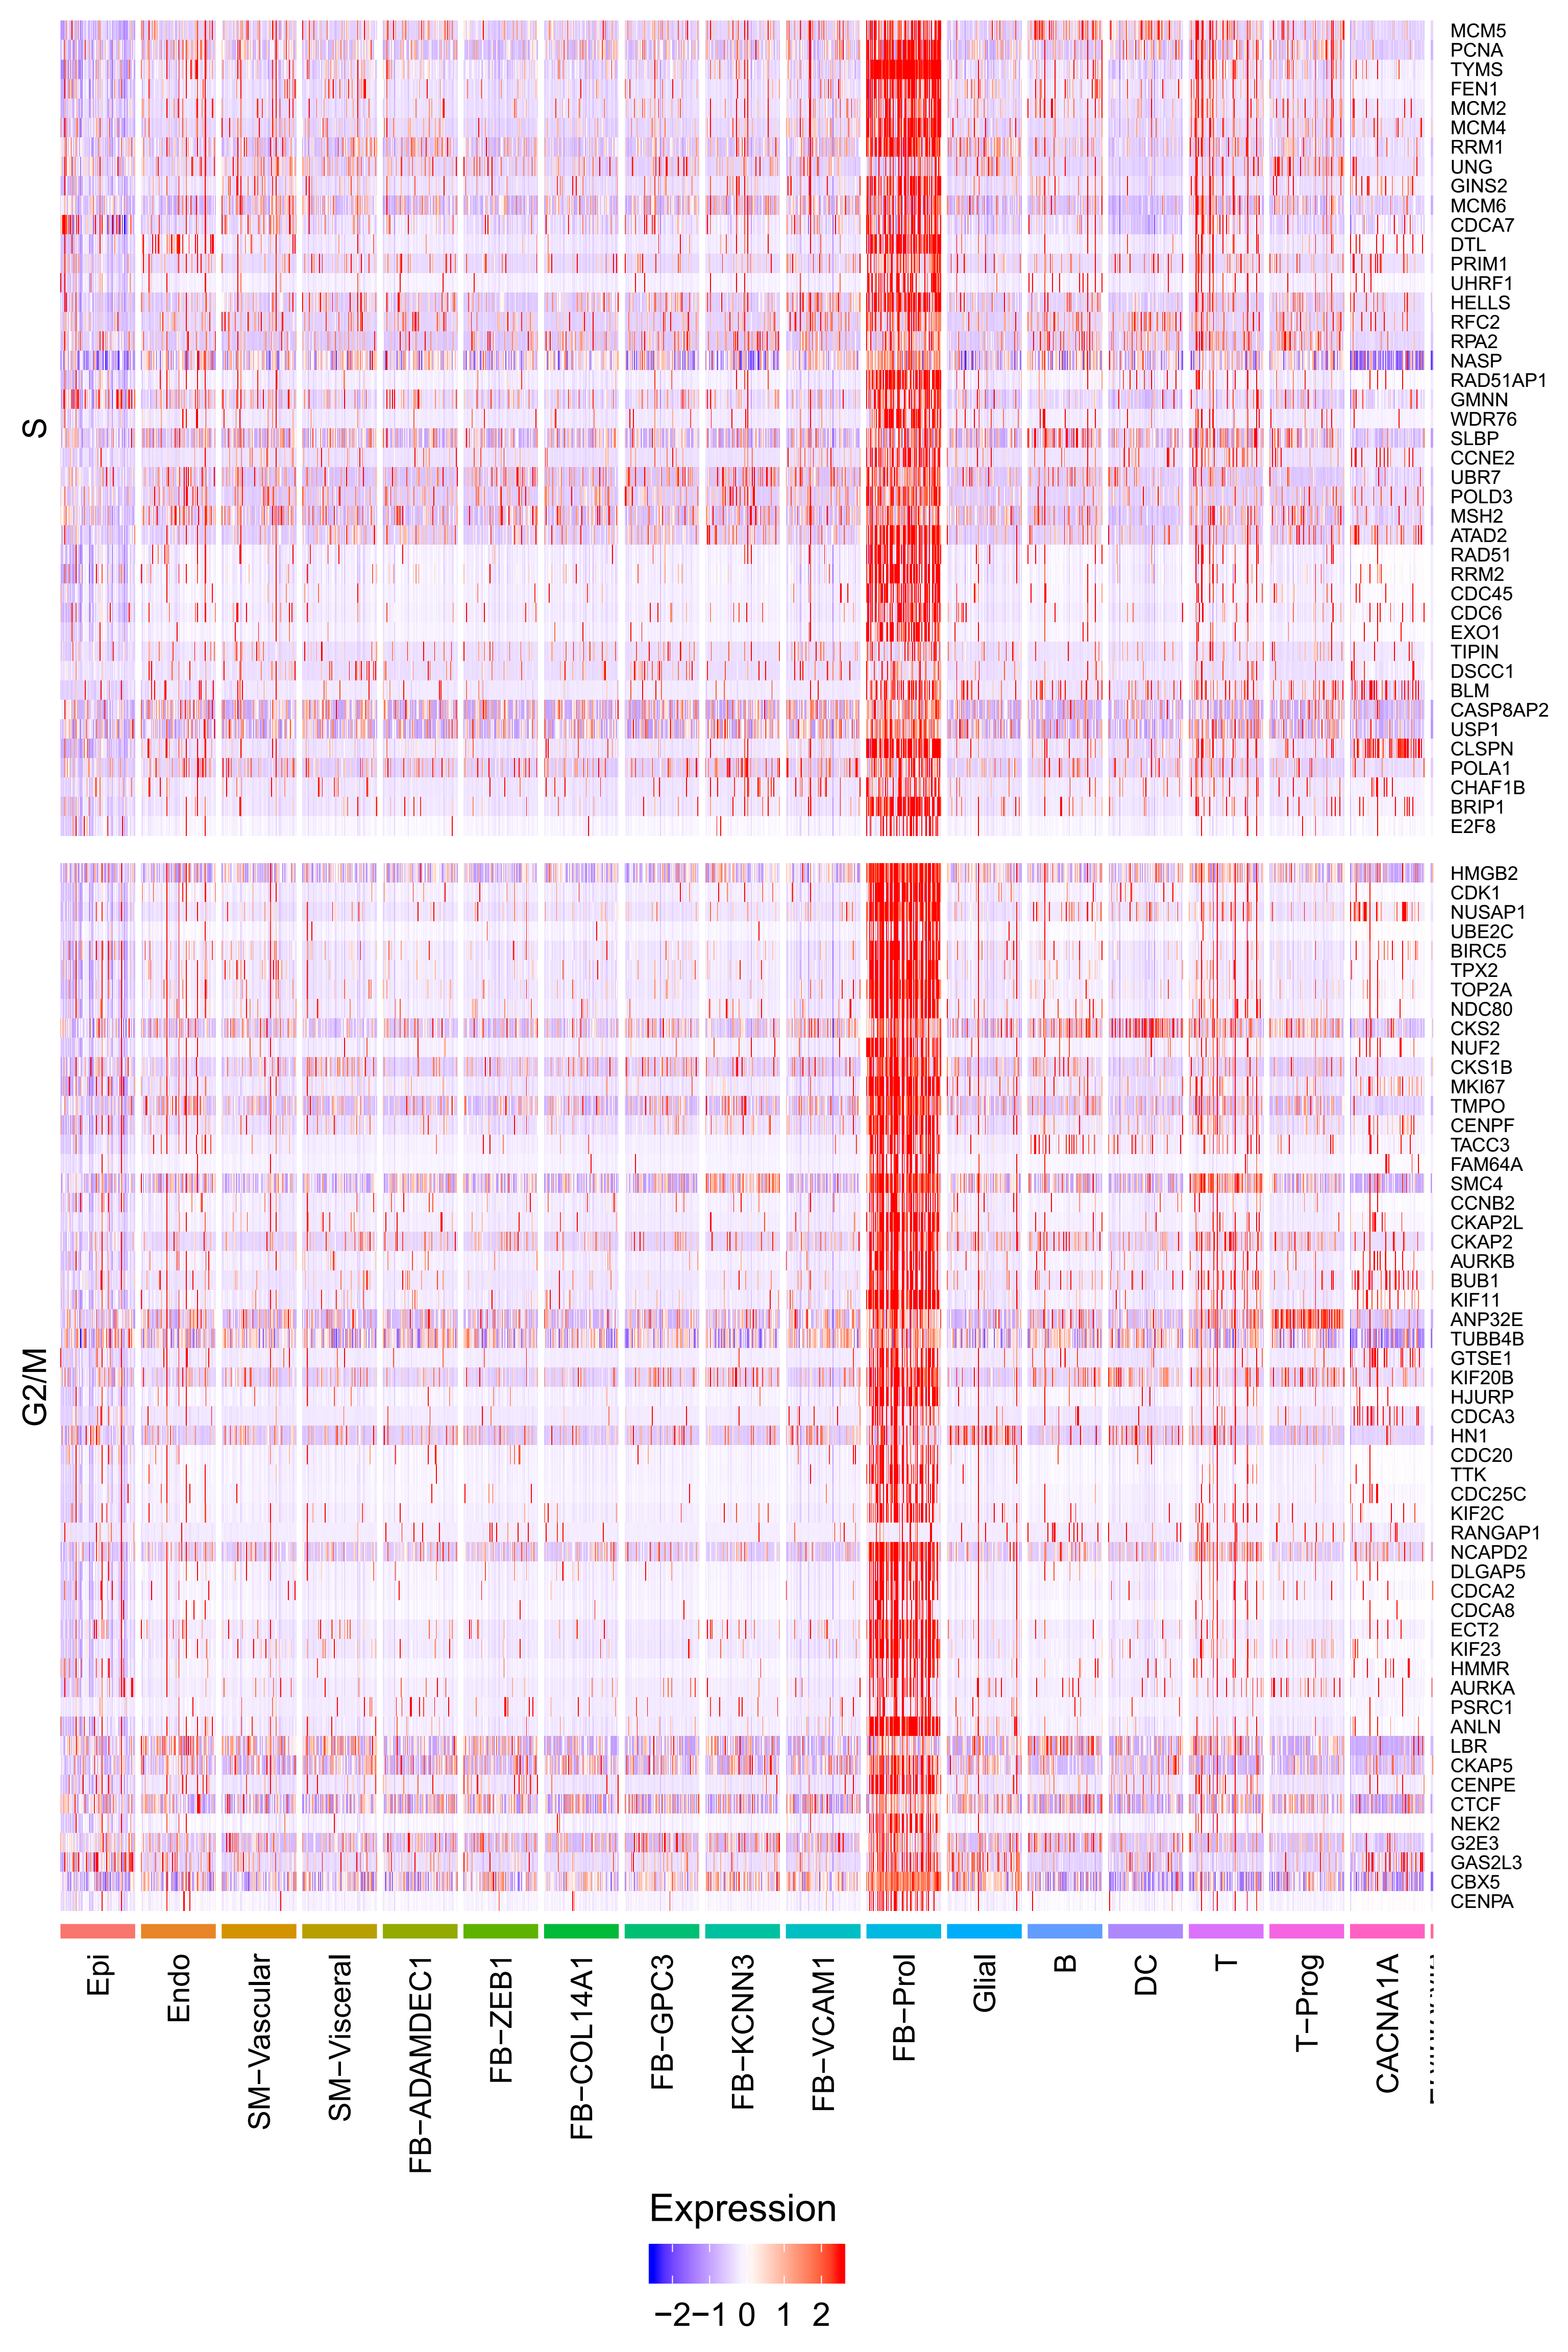 S
MCM5
PCNA
TYMS
FEN1
MCM2
MCM4
RRM1
UNG
GINS2
MCM6
CDCA7
DTL
PRIM1
UHRF1
HELLS
RFC2
RPA2
NASP
RAD51AP1
GMNN
WDR76
SLBP
CCNE2
UBR7
POLD3
MSH2
ATAD2
RAD51
RRM2
CDC45
CDC6
EXO1
TIPIN
DSCC1
BLM
CASP8AP2
USP1
CLSPN
POLA1
CHAF1B
BRIP1
E2F8
G2/M
HMGB2
CDK1
NUSAP1
UBE2C
BIRC5
TPX2
TOP2A
NDC80
CKS2
NUF2
CKS1B
MKI67
TMPO
CENPF
TACC3
FAM64A
SMC4
CCNB2
CKAP2L
CKAP2
AURKB
BUB1
KIF11
ANP32E
TUBB4B
GTSE1
KIF20B
HJURP
CDCA3
HN1
CDC20
TTK
CDC25C
KIF2C
RANGAP1
NCAPD2
DLGAP5
CDCA2
CDCA8
ECT2
KIF23
HMMR
AURKA
PSRC1
ANLN
LBR
CKAP5
CENPE
CTCF
NEK2
G2E3
GAS2L3
CBX5
CENPA
Epi
Endo
SM−Vascular
SM−Visceral
FB−ADAMDEC1
FB−ZEB1
FB−COL14A1
FB−GPC3
FB−KCNN3
FB−VCAM1
FB−Prol
Glial
B
DC
T
T−Prog
CACNA1A
Expression
−2 −1 0 1 2